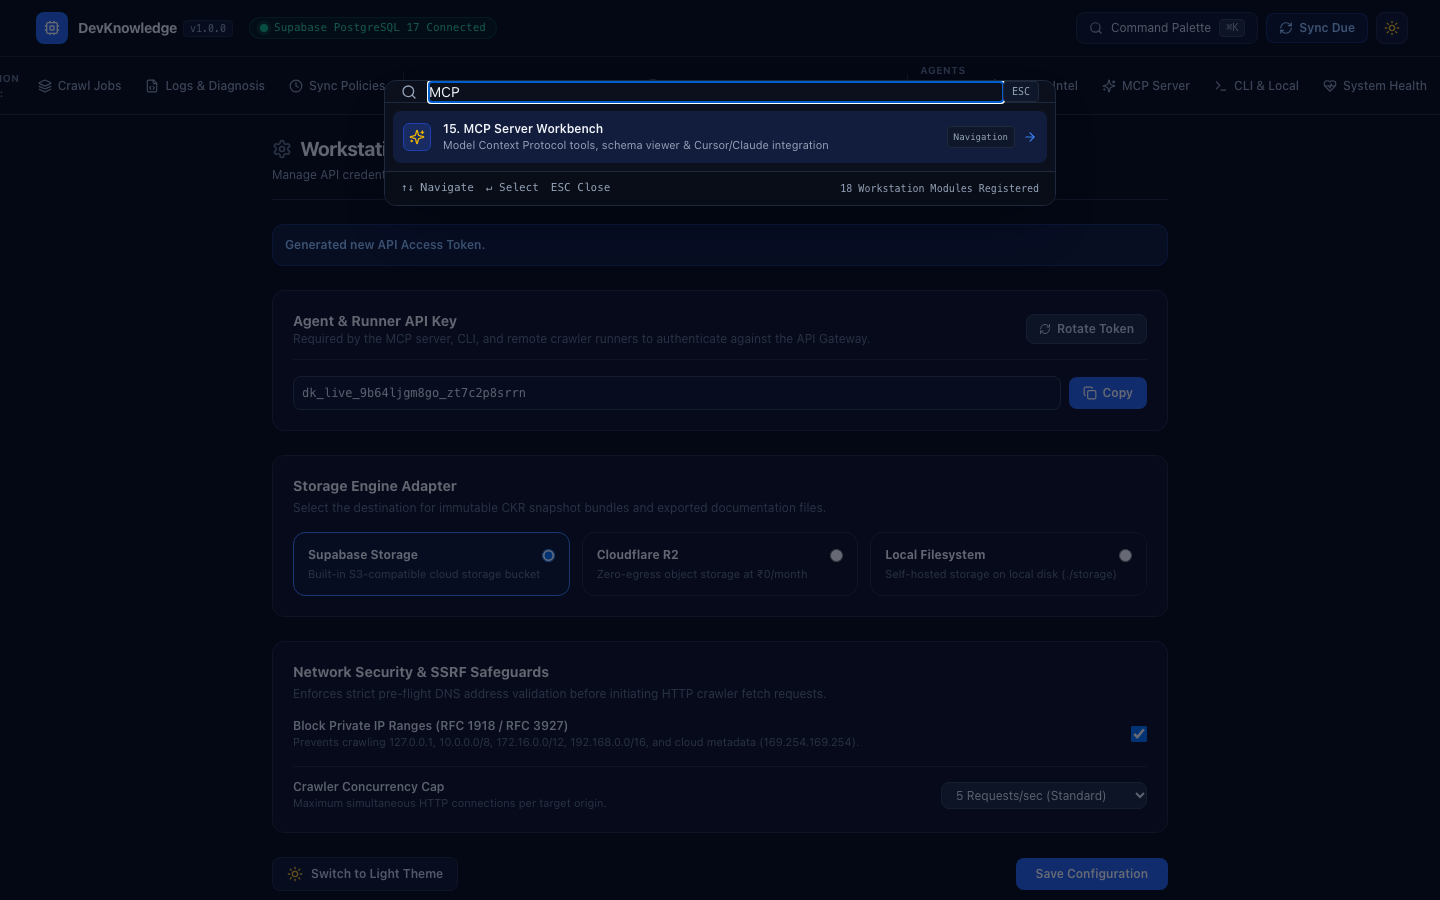 DevKnowledge v1.0.0 Supabase PostgreSQL 17 Connected Command Palette ⌘K Sync Due
ION
:
Crawl Jobs Logs & Diagnosis Sync Policies AGENTS Intel MCP Server CLI & Local System Health
MCP ESC
15. MCP Server Workbench
Model Context Protocol tools, schema viewer & Cursor/Claude integration
Navigation
↑↓ Navigate ↵ Select ESC Close 18 Workstation Modules Registered
Workstati
Manage API credent
Generated new API Access Token.
Agent & Runner API Key
Required by the MCP server, CLI, and remote crawler runners to authenticate against the API Gateway.
Rotate Token
dk_live_9b64ljgm8go_zt7c2p8srrn Copy
Storage Engine Adapter
Select the destination for immutable CKR snapshot bundles and exported documentation files.
Supabase Storage
Built-in S3-compatible cloud storage bucket
Cloudflare R2
Zero-egress object storage at ₹0/month
Local Filesystem
Self-hosted storage on local disk (./storage)
Network Security & SSRF Safeguards
Enforces strict pre-flight DNS address validation before initiating HTTP crawler fetch requests.
Block Private IP Ranges (RFC 1918 / RFC 3927)
Prevents crawling 127.0.0.1, 10.0.0.0/8, 172.16.0.0/12, 192.168.0.0/16, and cloud metadata (169.254.169.254).
Crawler Concurrency Cap
Maximum simultaneous HTTP connections per target origin.
5 Requests/sec (Standard)
Switch to Light Theme Save Configuration